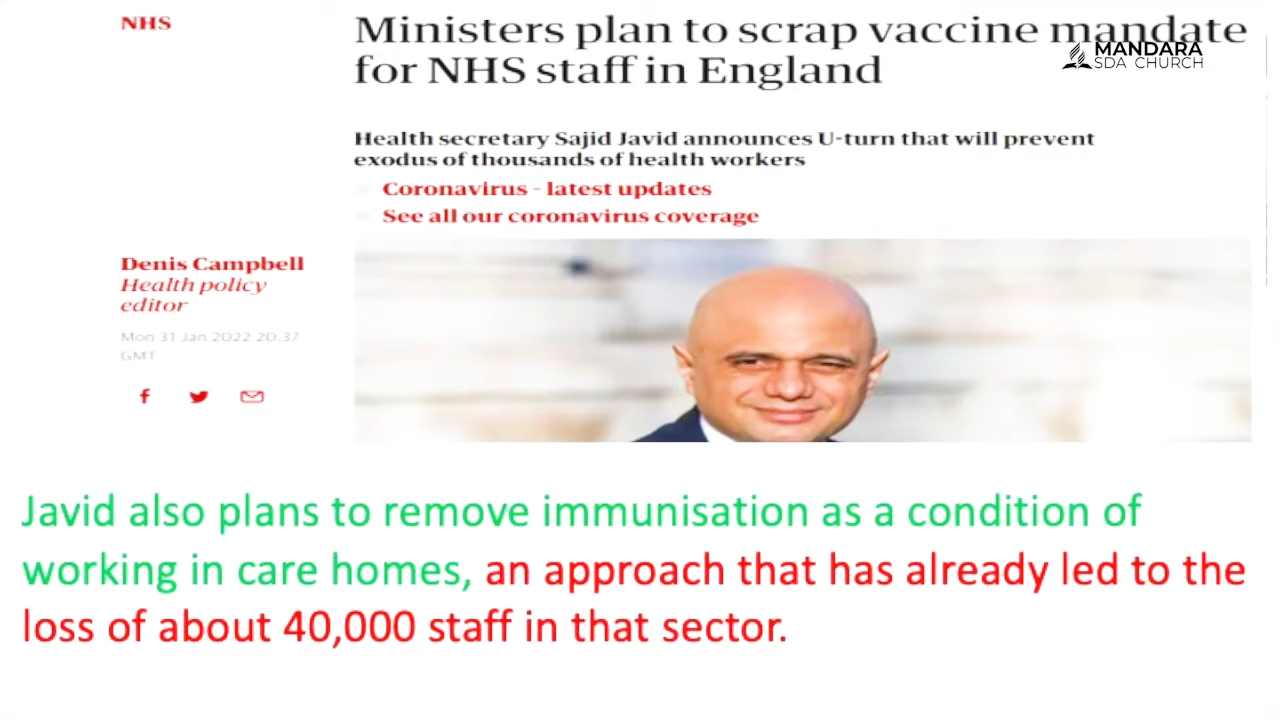 NHS
Ministers plan to scrap vaccine mandate
for NHS staff in England
MANDARA
SDA CHURCH
Health secretary Sajid Javid announces U-turn that will prevent
exodus of thousands of health workers
Coronavirus - latest updates
See all our coronavirus coverage
Denis Campbell
Health policy
editor
Mon 31 Jan 2022 20.37
GMT
Javid also plans to remove immunisation as a condition of
working in care homes, an approach that has already led to the
loss of about 40,000 staff in that sector.